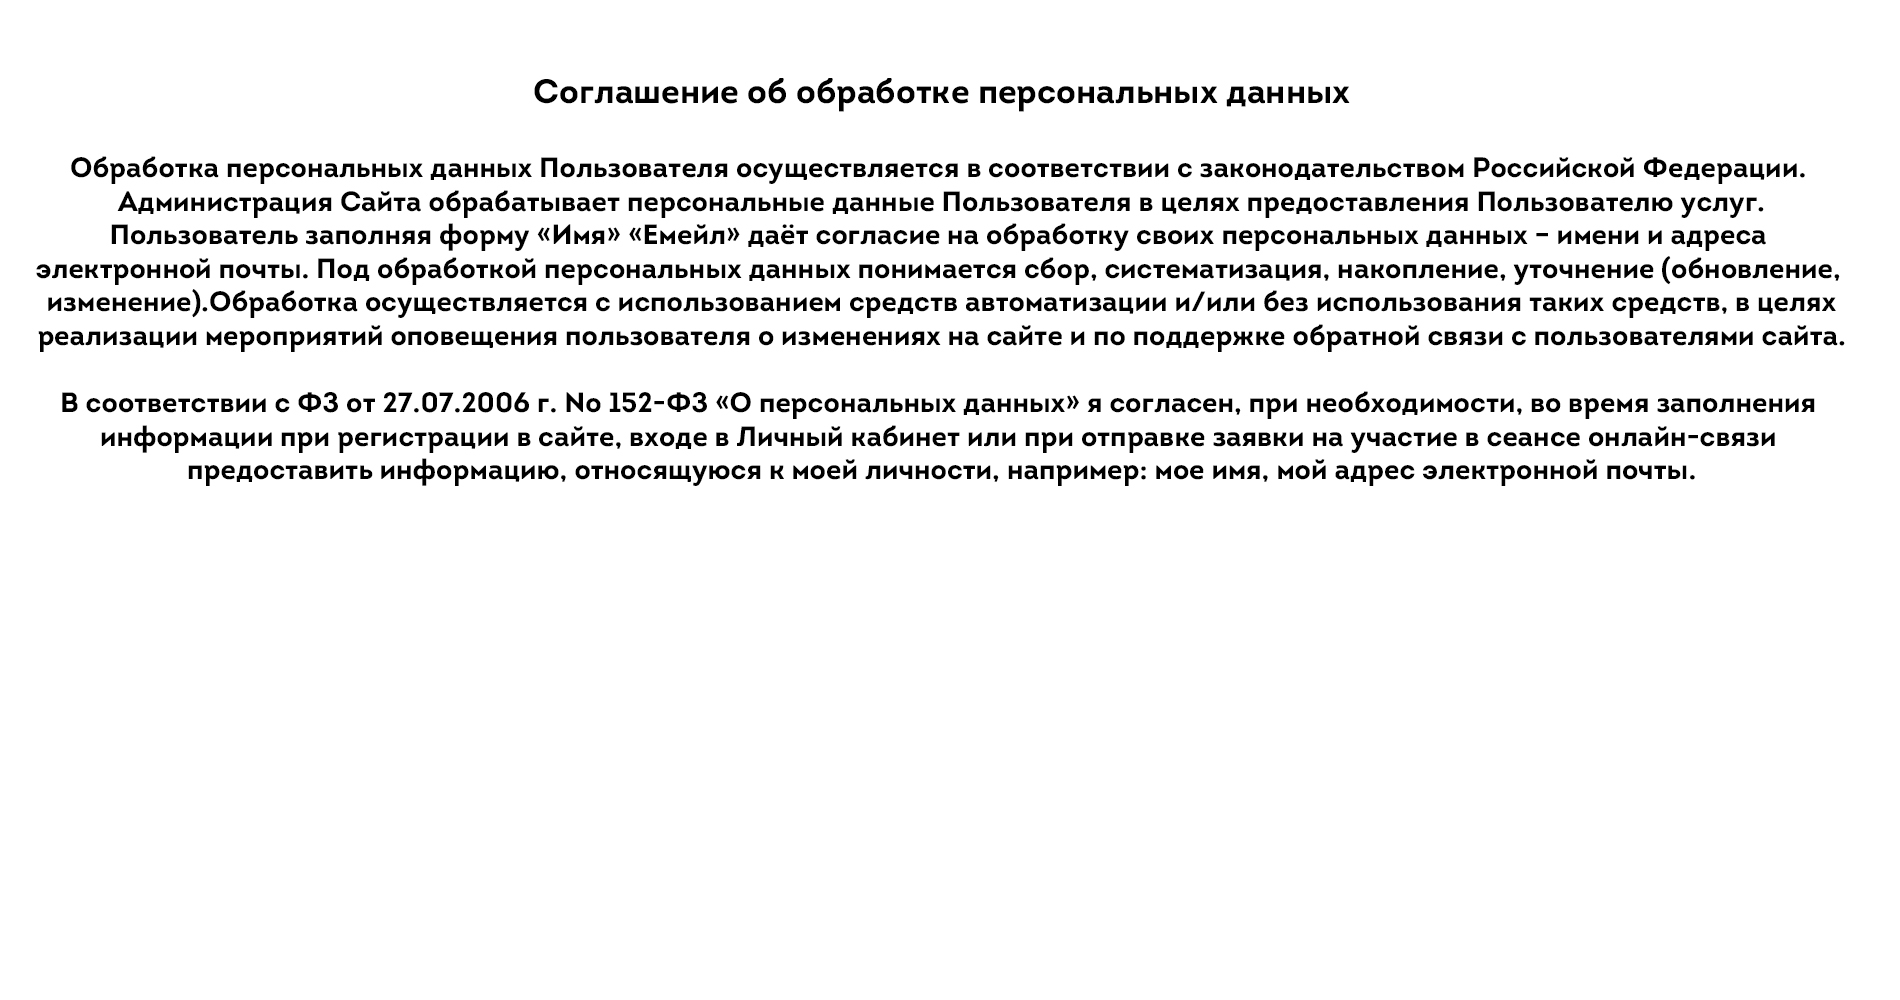 Соглашение об обработке персональных данных
Обработка персональных данных Пользователя осуществляется в соответствии с законодательством Российской Федерации.
Администрация Сайта обрабатывает персональные данные Пользователя в целях предоставления Пользователю услуг.
Пользователь заполняя форму «Имя» «Емейл» даёт согласие на обработку своих персональных данных – имени и адреса
электронной почты. Под обработкой персональных данных понимается сбор, систематизация, накопление, уточнение (обновление,
изменение).Обработка осуществляется с использованием средств автоматизации и/или без использования таких средств, в целях
реализации мероприятий оповещения пользователя о изменениях на сайте и по поддержке обратной связи с пользователями сайта.
В соответствии с ФЗ от 27.07.2006 г. No 152-ФЗ «О персональных данных» я согласен, при необходимости, во время заполнения
информации при регистрации в сайте, входе в Личный кабинет или при отправке заявки на участие в сеансе онлайн-связи
предоставить информацию, относящуюся к моей личности, например: мое имя, мой адрес электронной почты.